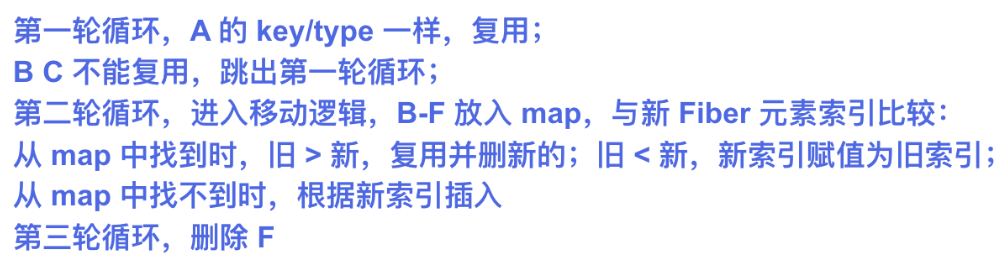 第一轮循环，A 的 key/type 一样，复用；
B C 不能复用，跳出第一轮循环；
第二轮循环，进入移动逻辑，B-F 放入 map，与新 Fiber 元素索引比较：
从 map 中找到时，旧 > 新，复用并删新的；旧 < 新，新索引赋值为旧索引；
从 map 中找不到时，根据新索引插入
第三轮循环，删除 F